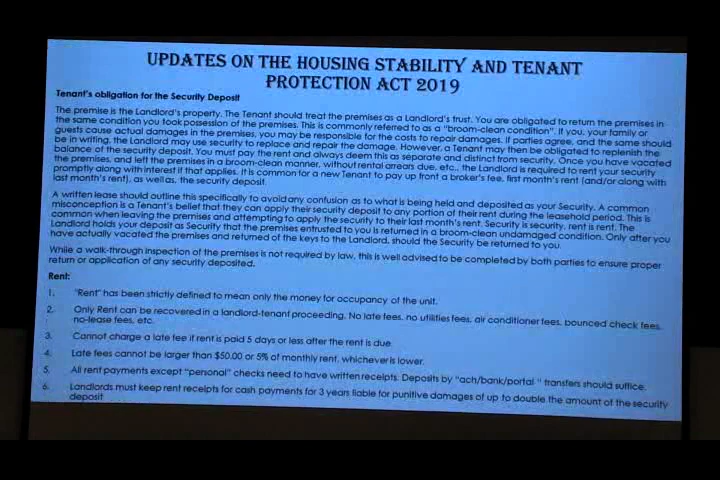 UPDATES ON THE HOUSING STABILITY AND TENANT
PROTECTION ACT 2019
Tenant's obligation for the Security Deposit
The premise is the Landlord's property. The Tenant should treat the premises as a Landlord's trust. You are obligated to return the premises in
the same condition you took possession of the premises. This is commonly referred to as a "broom-clean condition". If you, your family or
guests cause actual damages in the premises, you may be responsible for the costs to repair damages. If parties agree, and the same should
be in writing, the Landlord may use security to replace and repair the damage. However, a Tenant may then be obligated to replenish the
balance of the security deposit. You must pay the rent and always deem this as separate and distinct from security. Once you have vacated
the premises, and left the premises in a broom-clean manner, without rental arrears due, etc., the Landlord is required to rent your security
promptly along with interest if that applies. It is common for a new Tenant to pay up front a broker's fee, first month's rent (and/or along with
last month's rent), as well as, the security deposit.
A written lease should outline this specifically to avoid any confusion as to what is being held and deposited as your Security. A common
misconception is a Tenant's belief that they can apply their security deposit to any portion of their rent during the leasehold period. This is
common when leaving the premises and attempting to apply the security to their last month's rent. Security is security, rent is rent. The
Landlord holds your deposit as Security that the premises entrusted to you is returned in a broom-clean undamaged condition. Only after you
have actually vacated the premises and returned of the keys to the Landlord, should the Security be returned to you.
While a walk-through inspection of the premises is not required by law, this is well advised to be completed by both parties to ensure proper
return or application of any security deposited.
Rent:
1. "Rent" has been strictly defined to mean only the money for occupancy of the unit.
2. Only Rent can be recovered in a landlord-tenant proceeding. No late fees, no utilities fees, air conditioner fees, bounced check fees,
no-lease fees, etc.
3. Cannot charge a late fee if rent is paid 5 days or less after the rent is due.
4. Late fees cannot be larger than $50.00 or 5% of monthly rent, whichever is lower.
5. All rent payments except "personal" checks need to have written receipts. Deposits by "ach/bank/portal " transfers should suffice.
6. Landlords must keep rent receipts for cash payments for 3 years liable for punitive damages of up to double the amount of the security
deposit